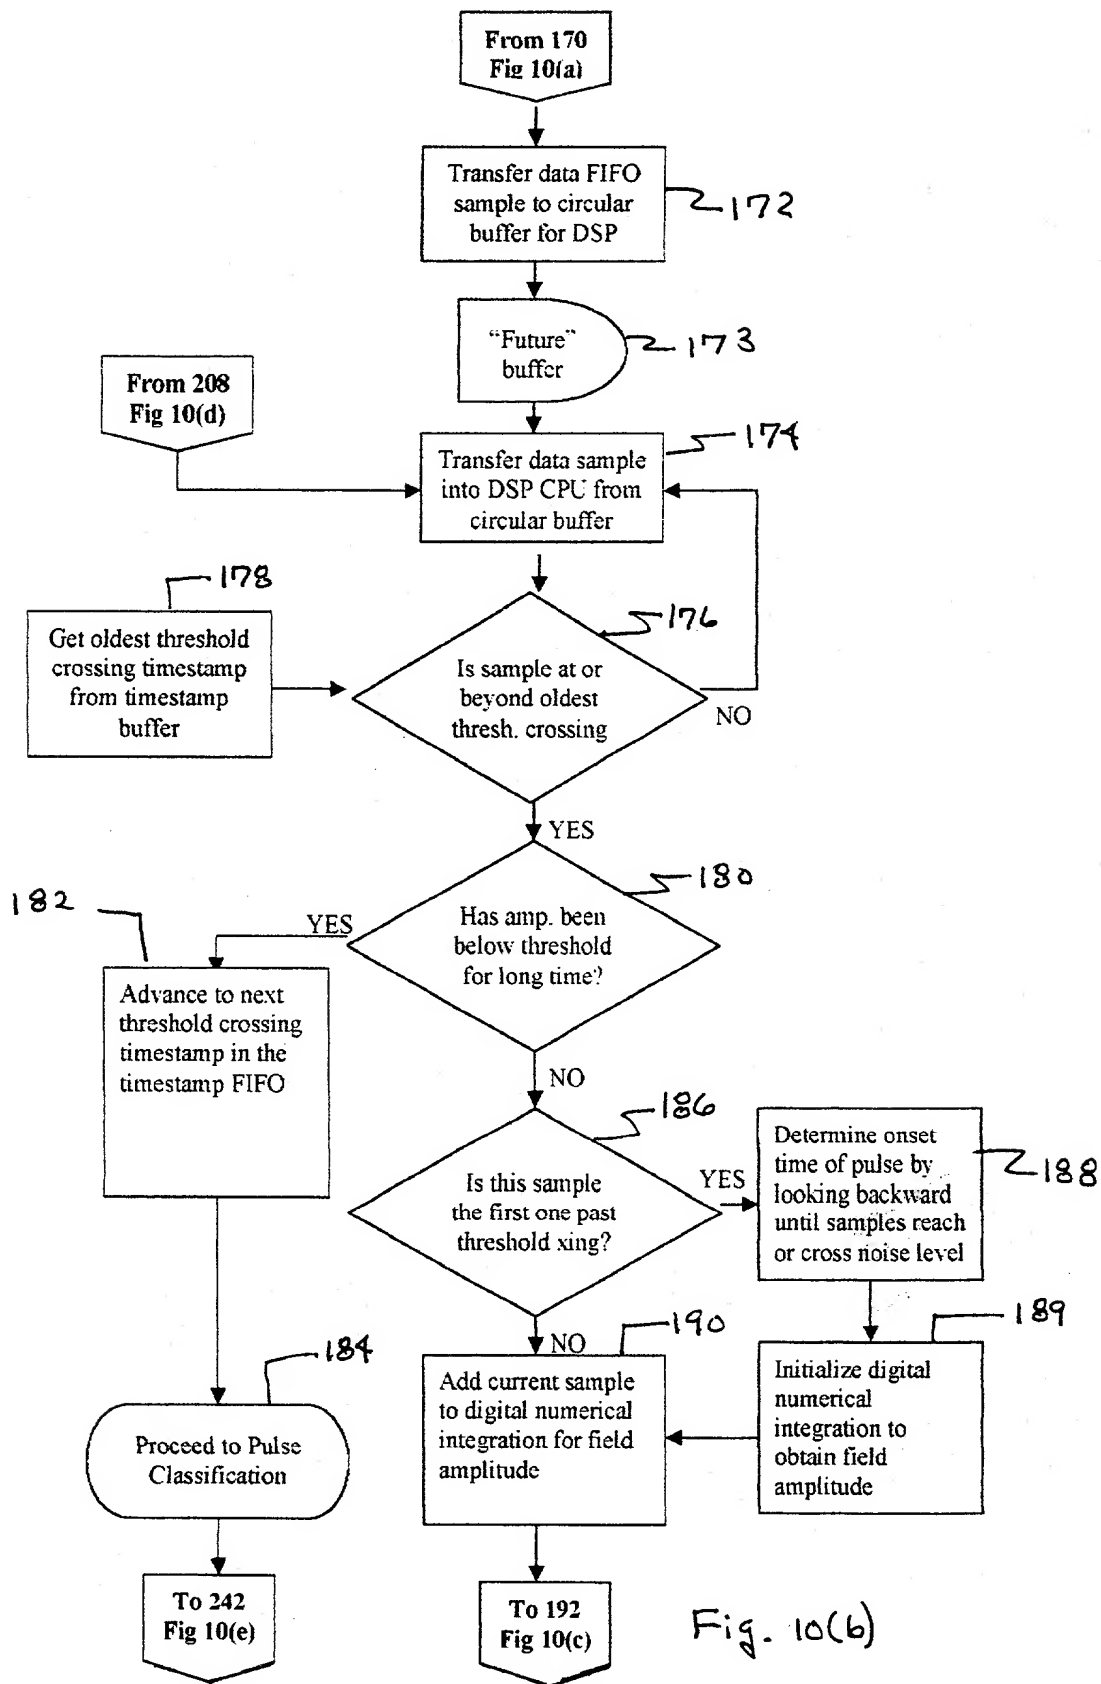 From 170
Fig 10(a)
Transfer data FIFO
sample to circular
buffer for DSP
172
"Future"
buffer
173
From 208
Fig 10(d)
174
Transfer data sample
into DSP CPU from
circular buffer
178
Get oldest threshold
crossing timestamp
from timestamp
buffer
176
Is sample at or
beyond oldest
thresh. crossing
NO
YES
180
Has amp. been
below threshold
for long time?
YES
182
Advance to next
threshold crossing
timestamp in the
timestamp FIFO
NO
186
Is this sample
the first one past
threshold xing?
YES
Determine onset
time of pulse by
looking backward
until samples reach
or cross noise level
188
NO
190
Add current sample
to digital numerical
integration for field
amplitude
189
Initialize digital
numerical
integration to
obtain field
amplitude
184
Proceed to Pulse
Classification
To 242
Fig 10(e)
To 192
Fig 10(c)
Fig. 10(b)